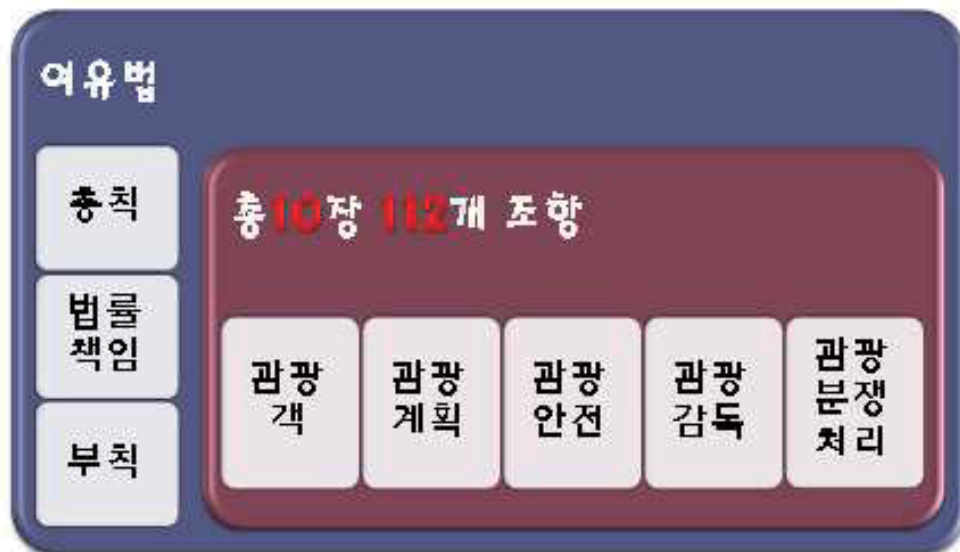 여유법
총칙
법률
책임
부칙
총10장 112개 조항
관광
객
관광
계획
관광
안전
관광
감독
관광
분쟁
처리